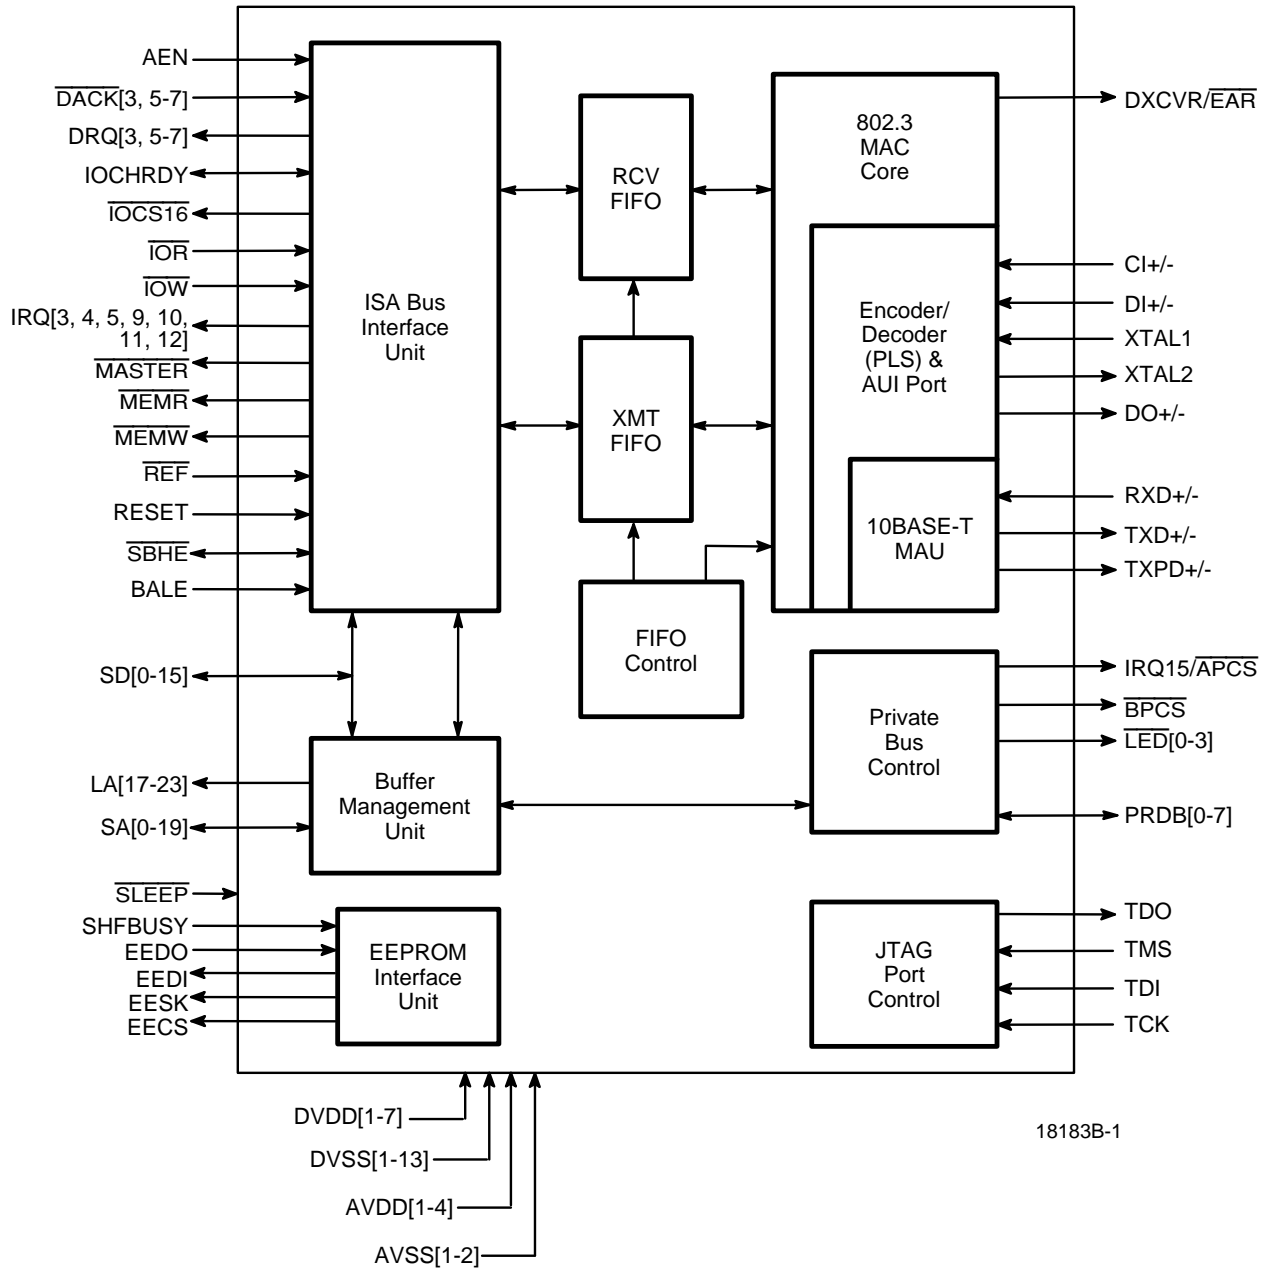 AEN
DACK[3, 5-7]
DRQ[3, 5-7]
IOCHRDY
IOCS16
IOR
IOW
IRQ[3, 4, 5, 9, 10,
11, 12]
MASTER
MEMR
MEMW
REF
RESET
SBHE
BALE
SD[0-15]
LA[17-23]
SA[0-19]
SLEEP
SHFBUSY
EEDO
EEDI
EESK
EECS
ISA Bus
Interface
Unit
Buffer
Management
Unit
EEPROM
Interface
Unit
RCV
FIFO
XMT
FIFO
FIFO
Control
802.3
MAC
Core
Encoder/
Decoder
(PLS) &
AUI Port
10BASE-T
MAU
Private
Bus
Control
JTAG
Port
Control
DXCVR/EAR
CI+/-
DI+/-
XTAL1
XTAL2
DO+/-
RXD+/-
TXD+/-
TXPD+/-
IRQ15/APCS
BPCS
LED[0-3]
PRDB[0-7]
TDO
TMS
TDI
TCK
DVDD[1-7]
DVSS[1-13]
AVDD[1-4]
AVSS[1-2]
18183B-1